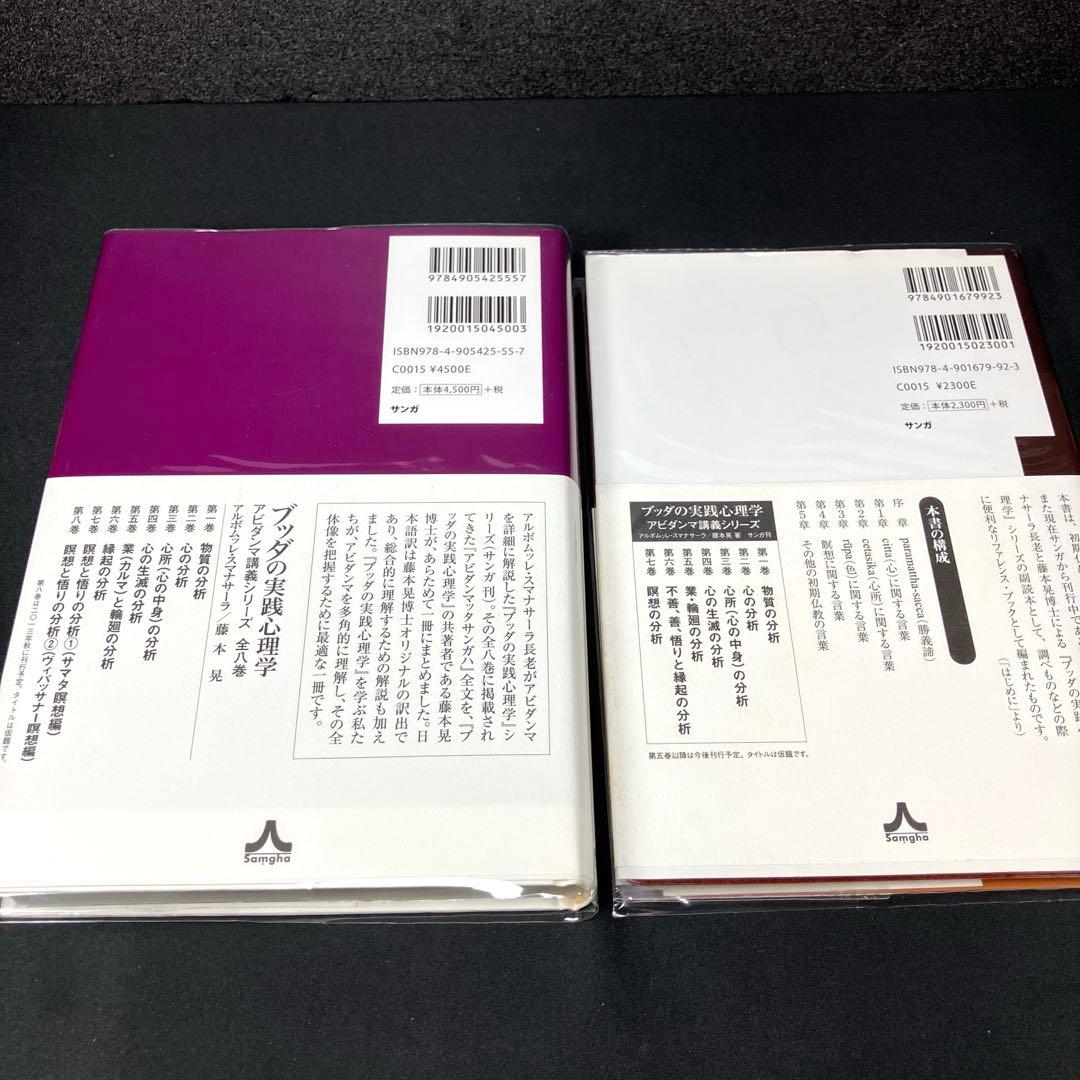 9784905425557
1920015045003
ISBN978-4-905425-55-7
C0015 ¥4500E
定価：本体4,500円＋税
サンガ
アルボムッレ・スマナサーラ長老がアビダンマ
を詳細に解説した『ブッダの実践心理学』シ
リーズ（サンガ刊）。その全八巻に掲載され
てきた『アビダンマッタサンガハ』全文を、『ブ
ッダの実践心理学』の共著者である藤本晃
博士が、あらためて一冊にまとめました。日
本語訳は藤本晃博士オリジナルの訳出で
あり、総合的に理解するための解説も加え
ました。『ブッダの実践心理学』を学ぶ私た
ちが、アビダンマを多角的に理解し、その全
体像を把握するために最適な一冊です。
ブッダの実践心理学
アビダンマ講義シリーズ 全八巻
アルボムッレ・スマナサーラ／藤本 晃
第一巻 物質の分析
第二巻 心の分析
第三巻 心所（心の中身）の分析
第四巻 心の生滅の分析
第五巻 業（カルマ）と輪廻の分析
第六巻 縁起の分析
第七巻 瞑想と悟りの分析①（サマタ瞑想編）
第八巻 瞑想と悟りの分析②（ヴィパッサナー瞑想編）
第八巻は二〇一三年秋に刊行予定。タイトルは仮題です。
Saṃgha
9784901679923
1920015023001
ISBN978-4-901679-92-3
C0015 ¥2300E
定価：本体2,300円＋税
サンガ
本書は、初期
また現在サンガから刊行中であ
ナサーラ長老と藤本晃博士による『ブッダの実践
理学』シリーズの副読本として、調べものなどの際
に便利なリファレンス・ブックとして編まれたものです。
（「はじめに」より）
本書の構成
序 章 paramattha-sacca（勝義諦）
第1章 citta（心）に関する言葉
第2章 cetasika（心所）に関する言葉
第3章 rūpa（色）に関する言葉
第4章 瞑想に関する言葉
第5章 その他の初期仏教の言葉
ブッダの実践心理学
アビダンマ講義シリーズ
アルボムッレ・スマナサーラ／藤本晃 著 サンガ刊
第一巻 物質の分析
第二巻 心の分析
第三巻 心所（心の中身）の分析
第四巻 心の生滅の分析
第五巻 業・輪廻の分析
第六巻 不善、善、悟りと縁起の分析
第七巻 瞑想の分析
第五巻以降は今後刊行予定。タイトルは仮題です。
Saṃgha